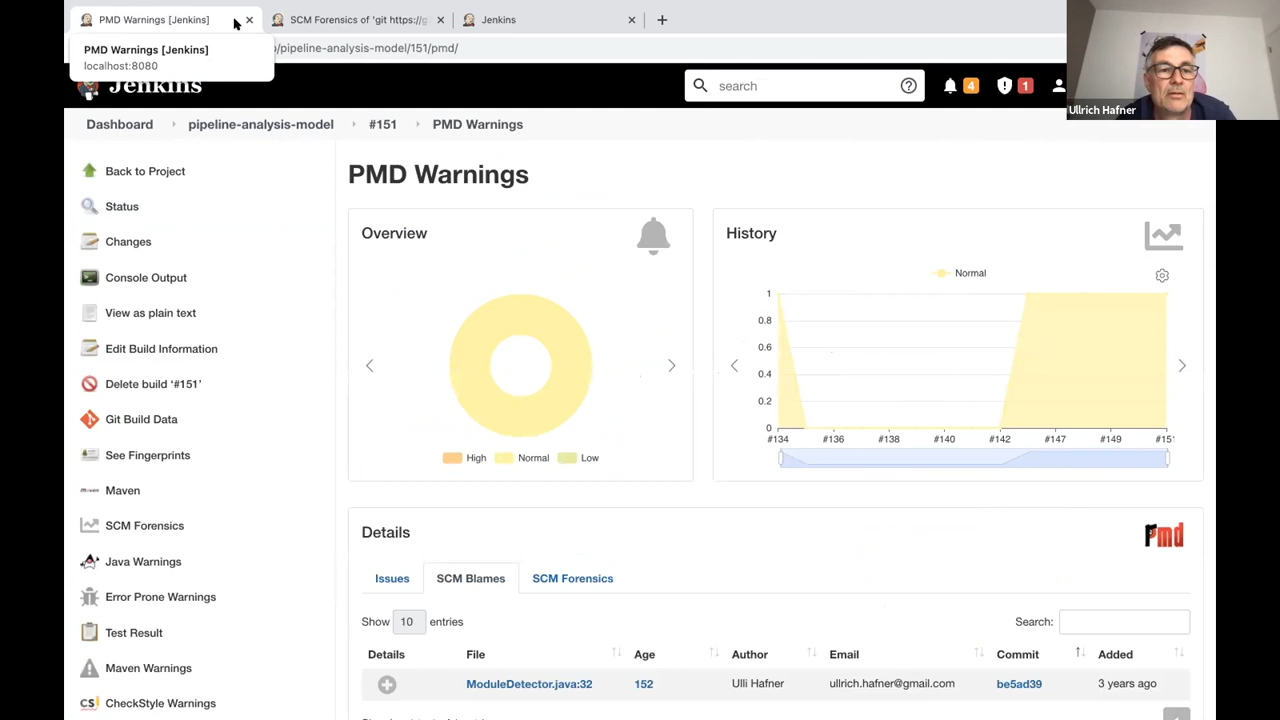 PMD Warnings [Jenkins]
SCM Forensics of 'git https://g
Jenkins
PMD Warnings [Jenkins]
localhost:8080
/pipeline-analysis-model/151/pmd/
Jenkins
search
4
1
Ullrich Hafner
Dashboard
pipeline-analysis-model
#151
PMD Warnings
Back to Project
Status
Changes
Console Output
View as plain text
Edit Build Information
Delete build ‘#151’
Git Build Data
See Fingerprints
Maven
SCM Forensics
Java Warnings
Error Prone Warnings
Test Result
Maven Warnings
CheckStyle Warnings
PMD Warnings
Overview
High
Normal
Low
History
Normal
1
0.8
0.6
0.4
0.2
0
#134 #136 #138 #140 #142 #147 #149 #151
Details
pmd
Issues
SCM Blames
SCM Forensics
Show 10 entries
Search:
Details File Age Author Email Commit Added
ModuleDetector.java:32 152 Ulli Hafner ullrich.hafner@gmail.com be5ad39 3 years ago